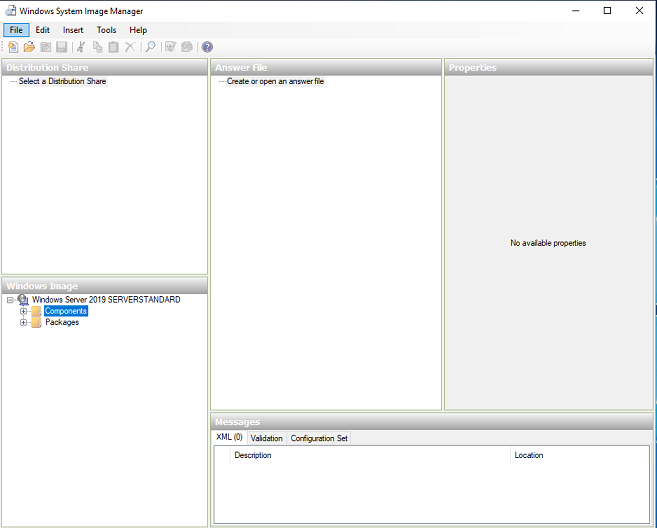 Windows System Image Manager
File Edit Insert Tools Help
Distribution Share
Select a Distribution Share
Answer File
Create or open an answer file
Properties
No available properties
Windows Image
Windows Server 2019 SERVERSTANDARD
Components
Packages
Messages
XML (0) Validation Configuration Set
Description Location